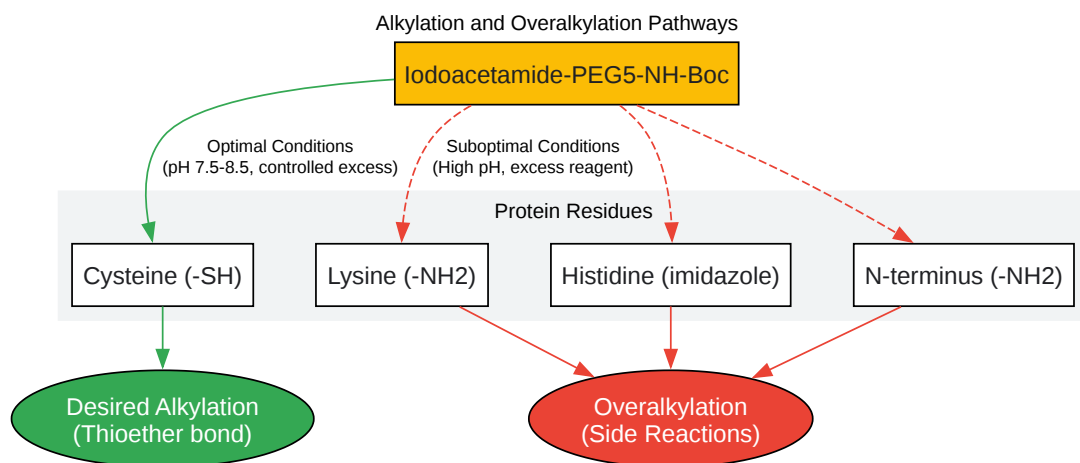 Alkylation and Overalkylation Pathways
Iodoacetamide-PEG5-NH-Boc
Optimal Conditions
(pH 7.5-8.5, controlled excess)
Suboptimal Conditions
(High pH, excess reagent)
Protein Residues
Cysteine (-SH)
Lysine (-NH2)
Histidine (imidazole)
N-terminus (-NH2)
Desired Alkylation
(Thioether bond)
Overalkylation
(Side Reactions)